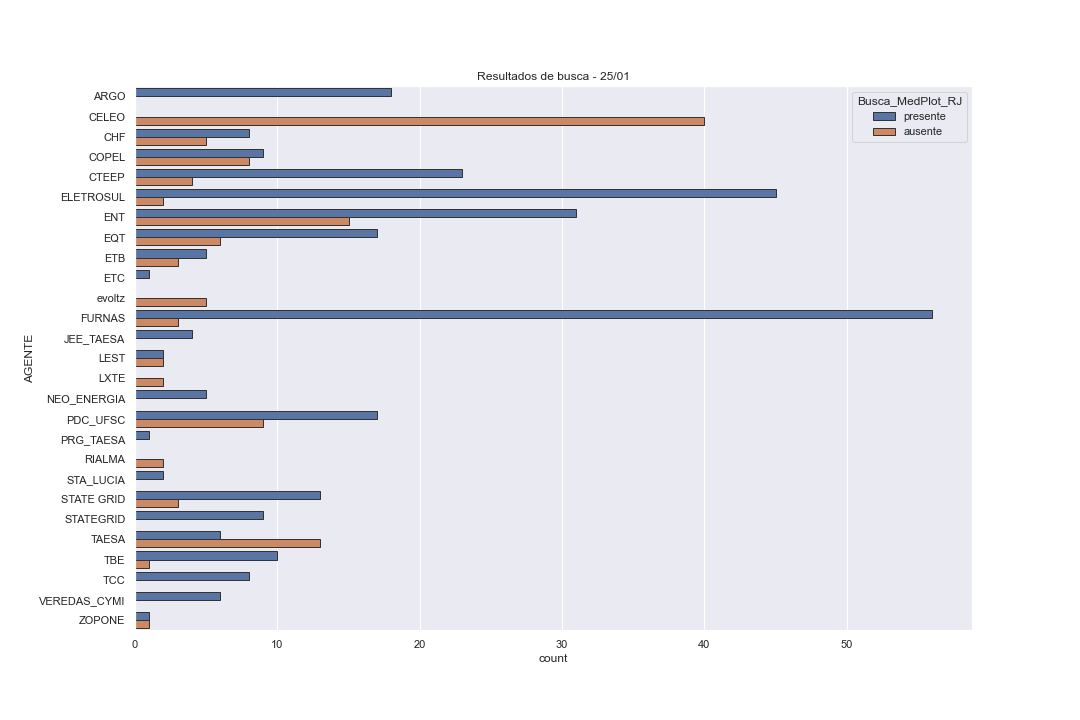 Resultados de busca - 25/01
Busca_MedPlot_RJ
presente
ausente
AGENTE
ARGO
CELEO
CHF
COPEL
CTEEP
ELETROSUL
ENT
EQT
ETB
ETC
evoltz
FURNAS
JEE_TAESA
LEST
LXTE
NEO_ENERGIA
PDC_UFSC
PRG_TAESA
RIALMA
STA_LUCIA
STATE GRID
STATEGRID
TAESA
TBE
TCC
VEREDAS_CYMI
ZOPONE
0 10 20 30 40 50
count